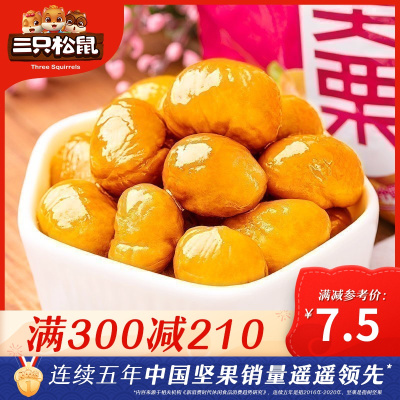 三只松鼠
Three Squirrels
栗
满300减210
满减参考价:
¥7.5
连续五年中国坚果销量遥遥领先*